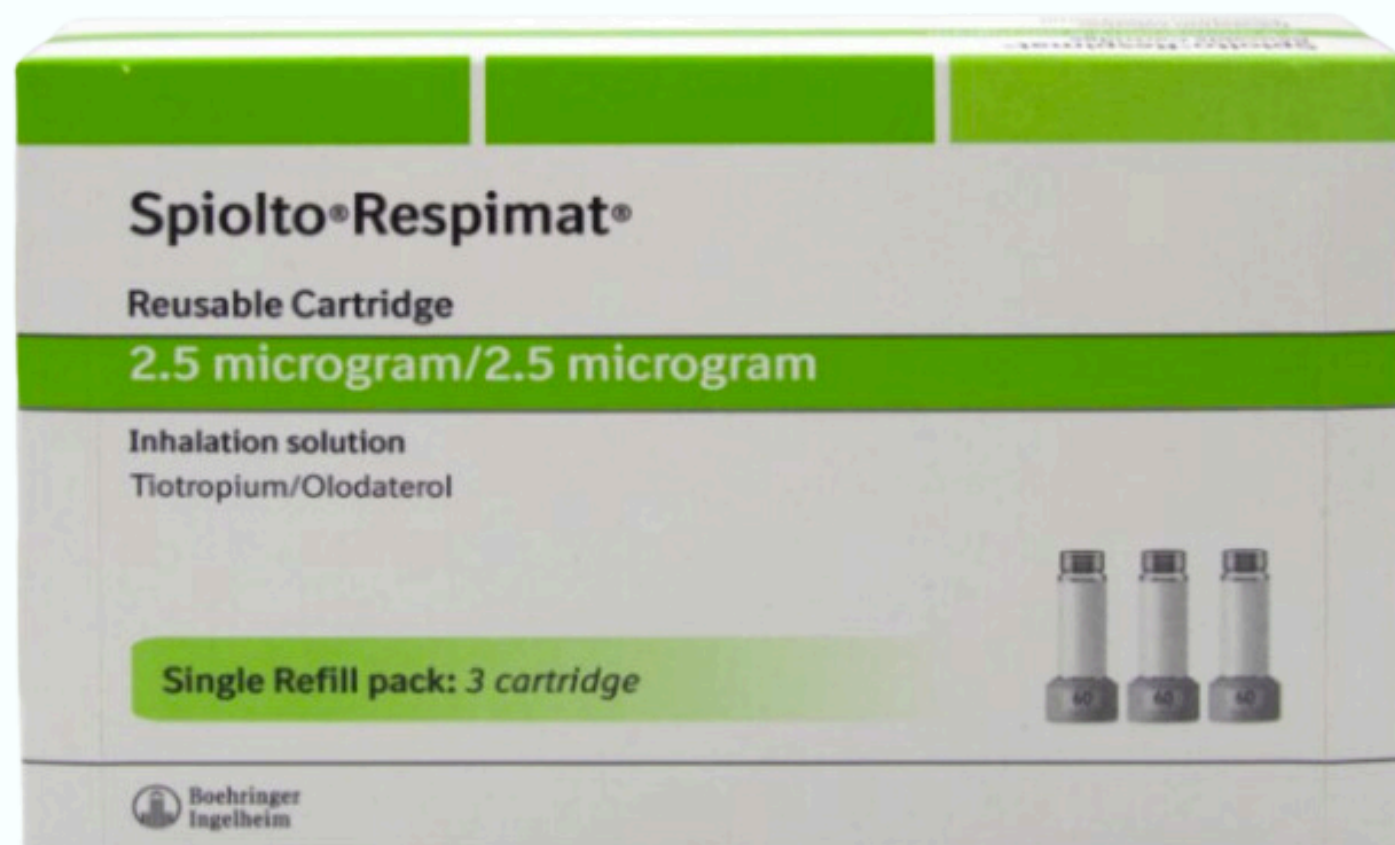 Spiolto®Respimat®
Reusable Cartridge
2.5 microgram/2.5 microgram
Inhalation solution
Tiotropium/Olodaterol
Single Refill pack: 3 cartridge
60 60 60
Boehringer
Ingelheim